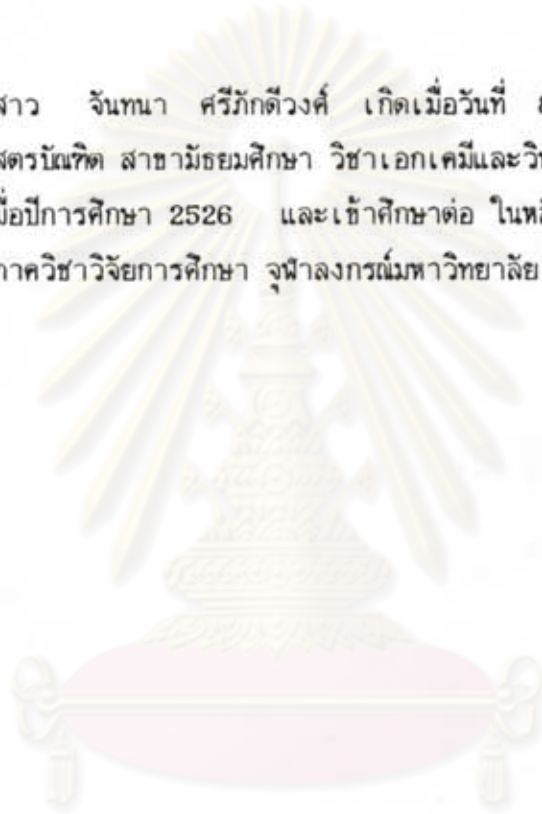 สาว จันทนา ศรีภักดีวงศ์ เกิดเมื่อวันที่
สตรบัณฑิต สาขามัธยมศึกษา วิชาเอกเคมีและวิ
มื่อปีการศึกษา 2526 และเข้าศึกษาต่อ ในหลั
าควิชาวิจัยการศึกษา จุฬาลงกรณ์มหาวิทยาลัย